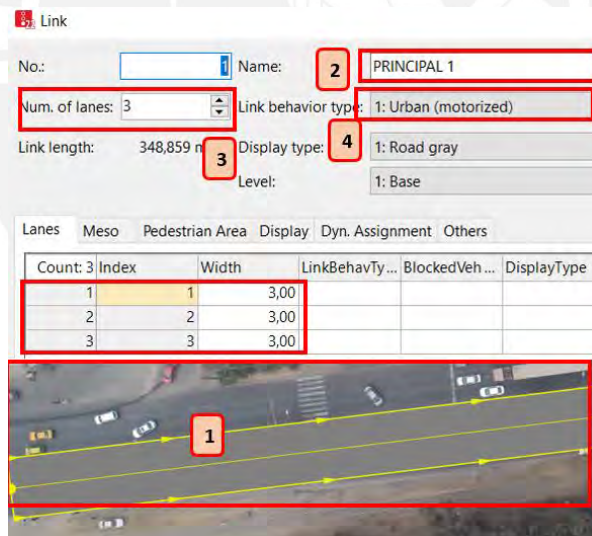 Link
No.: 1 Name: 2 PRINCIPAL 1
Num. of lanes: 3 Link behavior type: 1: Urban (motorized)
Link length: 348,859 3 Display type: 4 1: Road gray
Level: 1: Base
Lanes Meso Pedestrian Area Display Dyn. Assignment Others
Count: 3 Index Width LinkBehavTy... BlockedVeh ... DisplayType
1 1 3,00
2 2 3,00
3 3 3,00
1